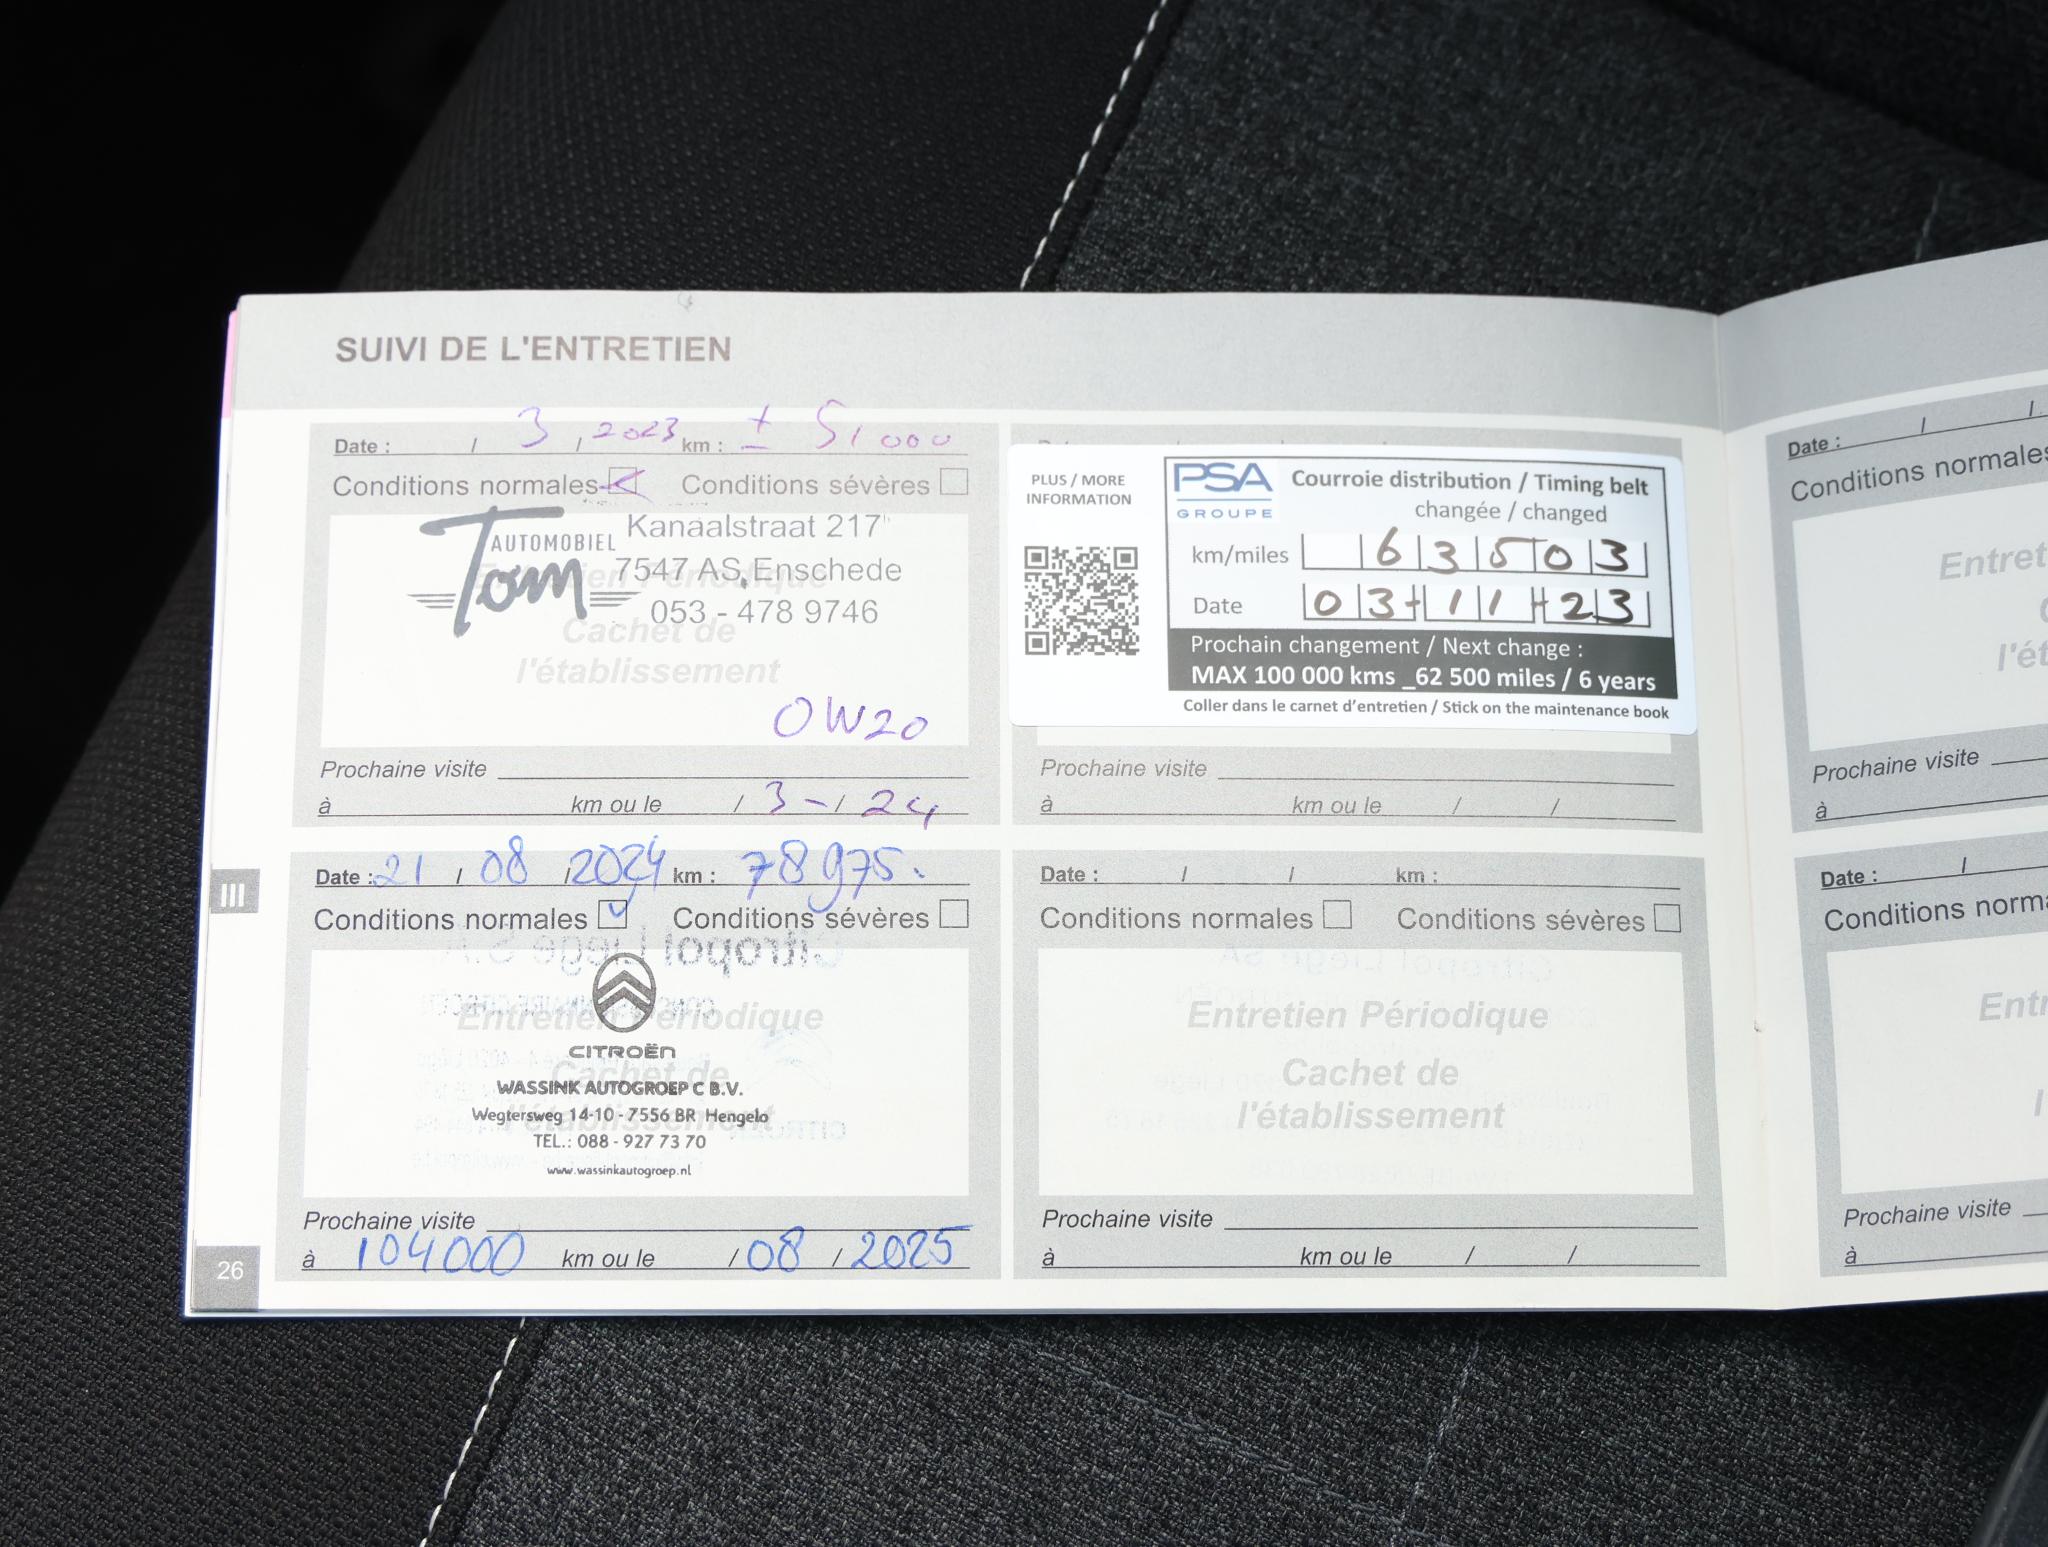 SUIVI DE L'ENTRETIEN
Date : / 3 / 2023 km : ± 51000
Conditions normales Conditions sévères
AUTOMOBIEL
Tom
Kanaalstraat 217
7547 AS, Enschede
053 - 478 9746
Entretien Périodique
Cachet de
l'établissement
0W20
Prochaine visite
à km ou le / 3 - / 24
PLUS / MORE
INFORMATION
PSA
GROUPE
Courroie distribution / Timing belt
changée / changed
km/miles 63503
Date 03-11-23
Prochain changement / Next change :
MAX 100 000 kms _62 500 miles / 6 years
Coller dans le carnet d'entretien / Stick on the maintenance book
Prochaine visite
à km ou le / /
Date : 21 / 08 / 2024 km : 78975.
Conditions normales Conditions sévères
Entretien Périodique
Cachet de
l'établissement
CITROËN
WASSINK AUTOGROEP C B.V.
Wegtersweg 14-10 - 7556 BR Hengelo
TEL.: 088 - 927 73 70
www.wassinkautogroep.nl
Prochaine visite
à 104000 km ou le / 08 / 2025
Date : / / km :
Conditions normales Conditions sévères
Entretien Périodique
Cachet de
l'établissement
Prochaine visite
à km ou le / /
III
26
Date : / /
Conditions normales
Prochaine visite
à
Date : /
Conditions
Prochaine visite
à